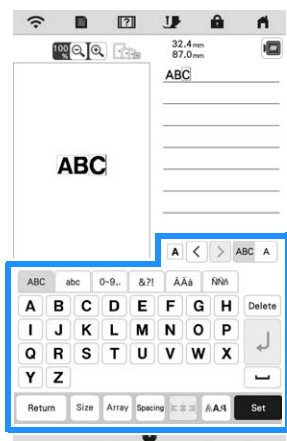 [?]
100 %
32.4 mm
87.0 mm
ABC
ABC
A < > ABC A
ABC abc 0~9.. &?! ÄÃà ÑÑñ
A B C D E F G H Delete
I J K L M N O P
Q R S T U V W X
Y Z
Return Size Array Spacing AAA Set